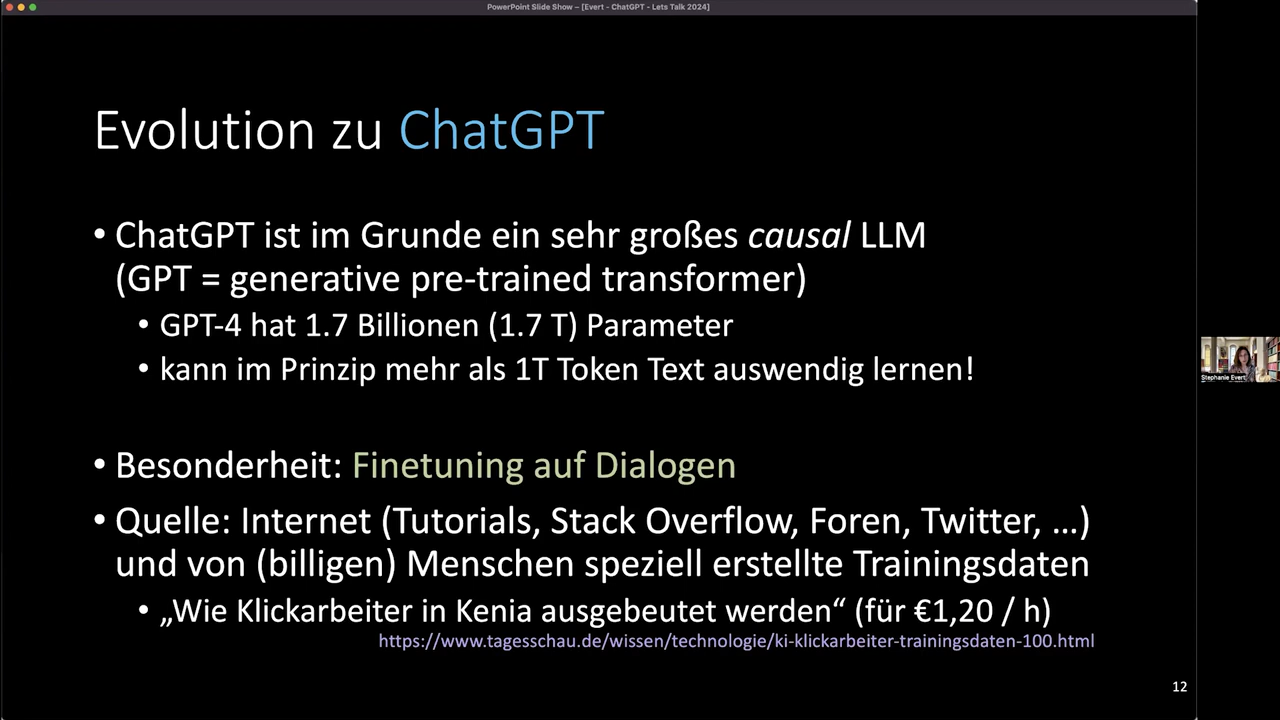 PowerPoint Slide Show – [Evert - ChatGPT - Lets Talk 2024]
Evolution zu ChatGPT
• ChatGPT ist im Grunde ein sehr großes causal LLM
(GPT = generative pre-trained transformer)
• GPT-4 hat 1.7 Billionen (1.7 T) Parameter
• kann im Prinzip mehr als 1T Token Text auswendig lernen!
Stephanie Evert
• Besonderheit: Finetuning auf Dialogen
• Quelle: Internet (Tutorials, Stack Overflow, Foren, Twitter, …)
und von (billigen) Menschen speziell erstellte Trainingsdaten
• „Wie Klickarbeiter in Kenia ausgebeutet werden“ (für €1,20 / h)
https://www.tagesschau.de/wissen/technologie/ki-klickarbeiter-trainingsdaten-100.html
12